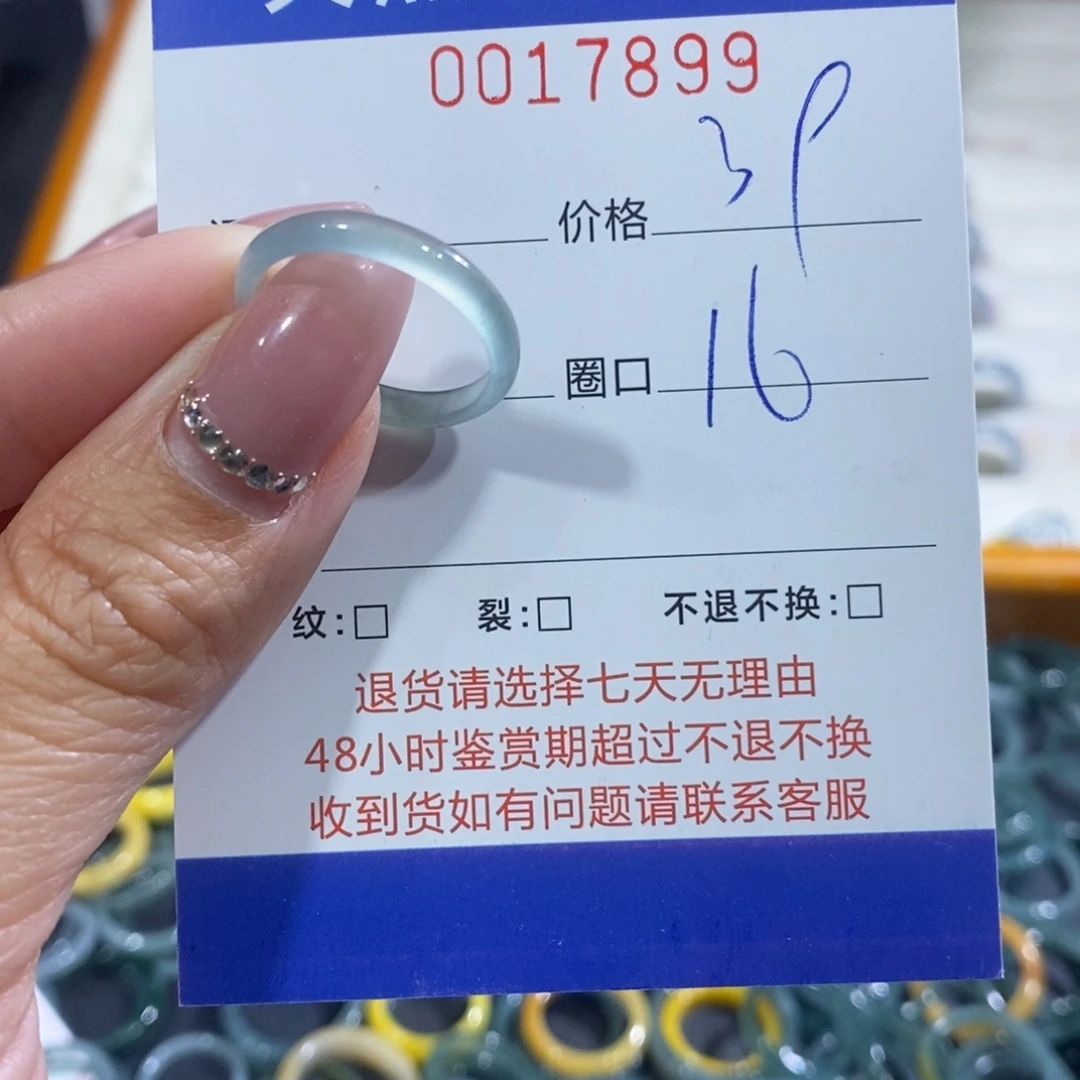 0017899
价格 3P
圈口 16
纹:□ 裂:□ 不退不换:□
退货请选择七天无理由
48小时鉴赏期超过不退不换
收到货如有问题请联系客服